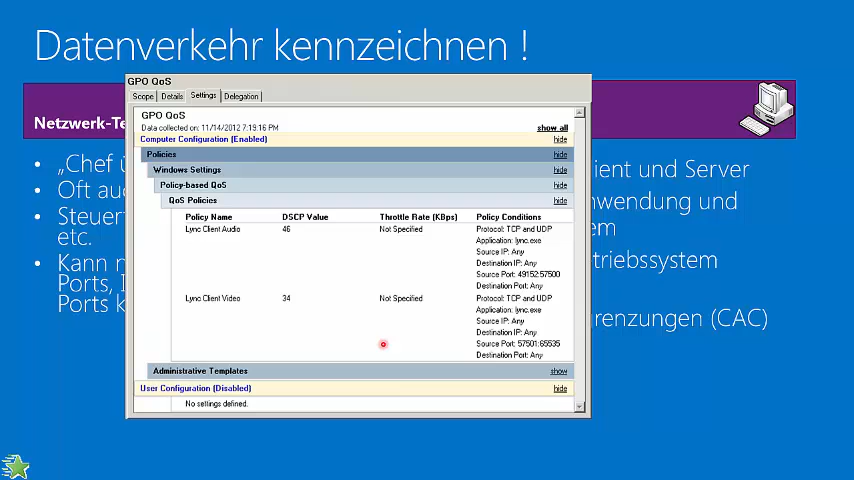 Datenverkehr kennzeichnen !
Netzwerk-Te
• „Chef ü
• Oft auc
• Steuer
etc.
• Kann n
Ports, I
Ports k
ient und Server
nwendung und
em
triebssystem
grenzungen (CAC)
GPO QoS
Scope Details Settings Delegation
GPO QoS
Data collected on: 11/14/2012 7:19:16 PM show all
Computer Configuration (Enabled) hide
Policies hide
Windows Settings hide
Policy-based QoS hide
QoS Policies hide
Policy Name DSCP Value Throttle Rate (KBps) Policy Conditions
Lync Client Audio 46 Not Specified Protocol: TCP and UDP
Application: lync.exe
Source IP: Any
Destination IP: Any
Source Port: 49152:57500
Destination Port: Any
Lync Client Video 34 Not Specified Protocol: TCP and UDP
Application: lync.exe
Source IP: Any
Destination IP: Any
Source Port: 57501:65535
Destination Port: Any
Administrative Templates show
User Configuration (Disabled) hide
No settings defined.